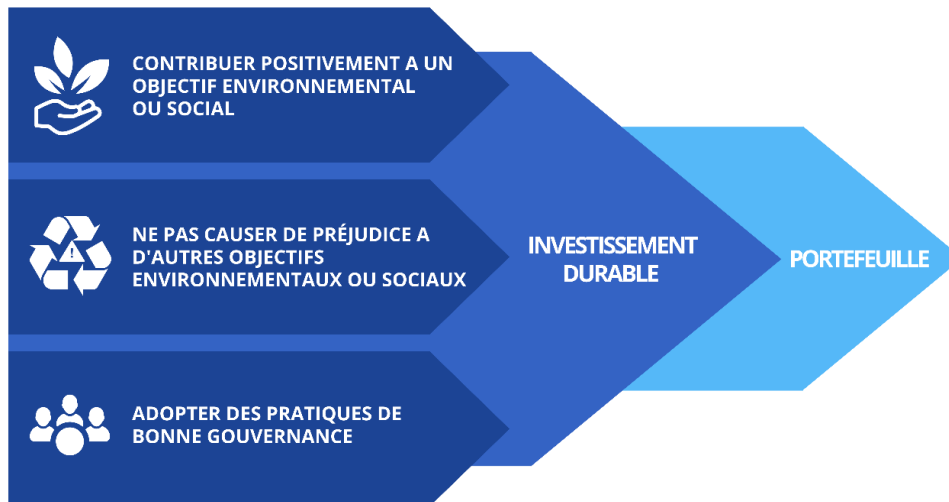 CONTRIBUER POSITIVEMENT A UN
OBJECTIF ENVIRONNEMENTAL
OU SOCIAL
NE PAS CAUSER DE PRÉJUDICE A
D'AUTRES OBJECTIFS
ENVIRONNEMENTAUX OU SOCIAUX
ADOPTER DES PRATIQUES DE
BONNE GOUVERNANCE
INVESTISSEMENT
DURABLE
PORTEFEUILLE